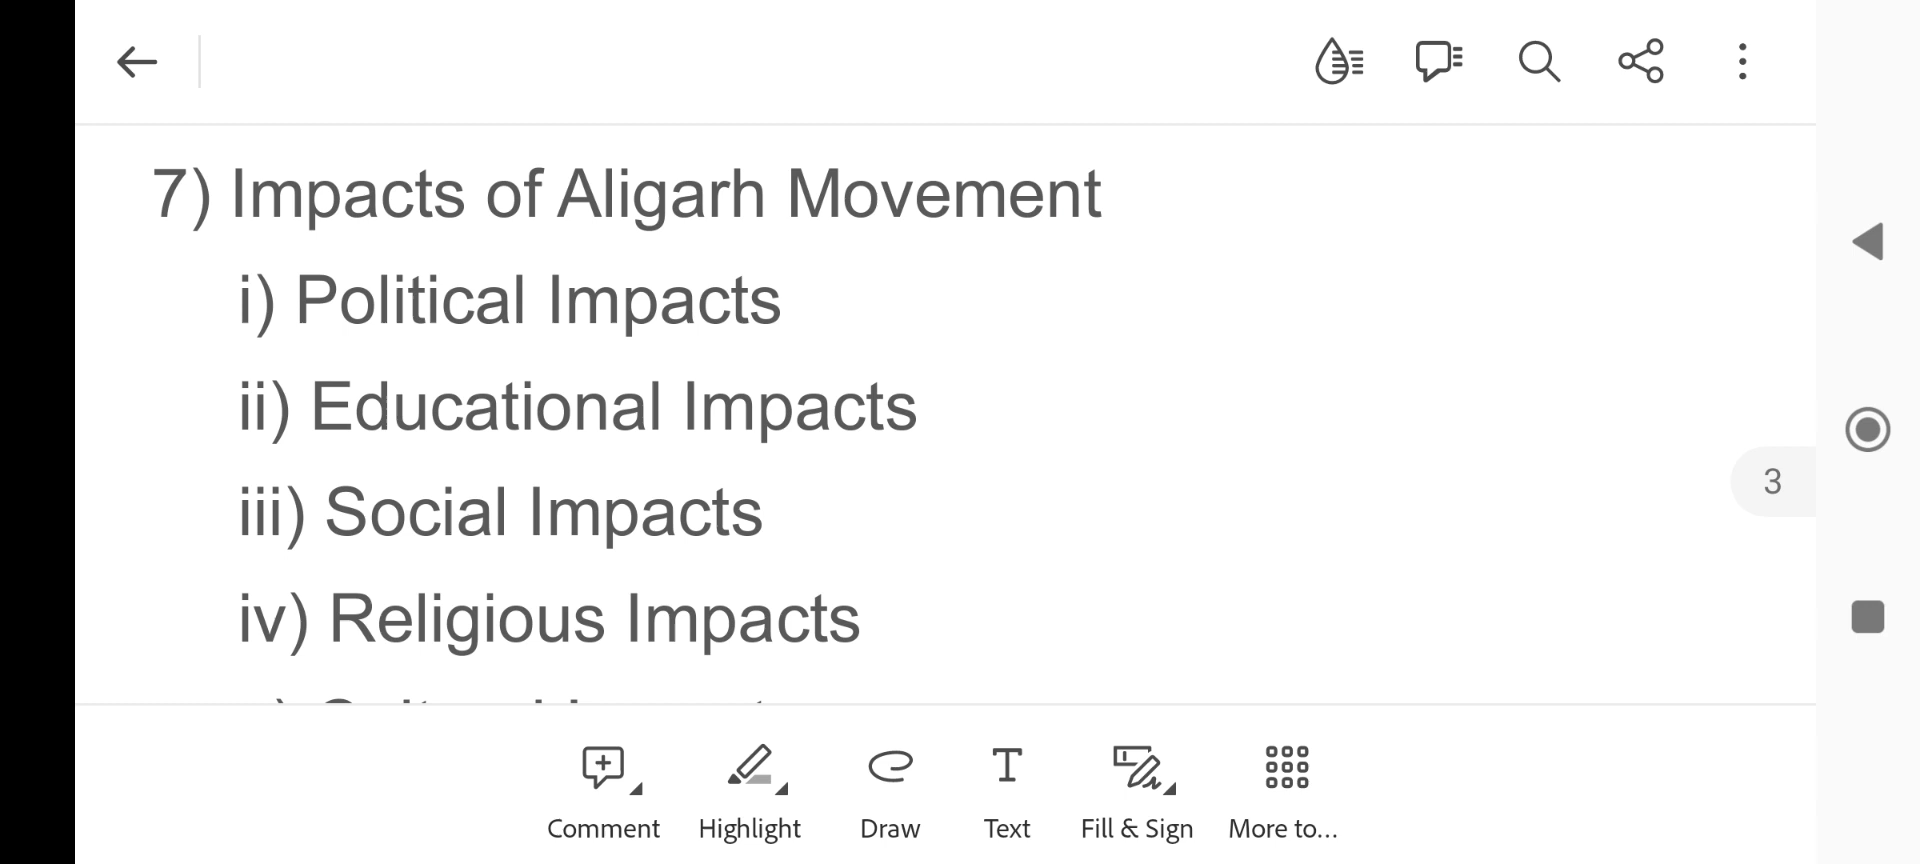 7) Impacts of Aligarh Movement
i) Political Impacts
ii) Educational Impacts
iii) Social Impacts
3
iv) Religious Impacts
Comment Highlight Draw Text Fill & Sign More to...